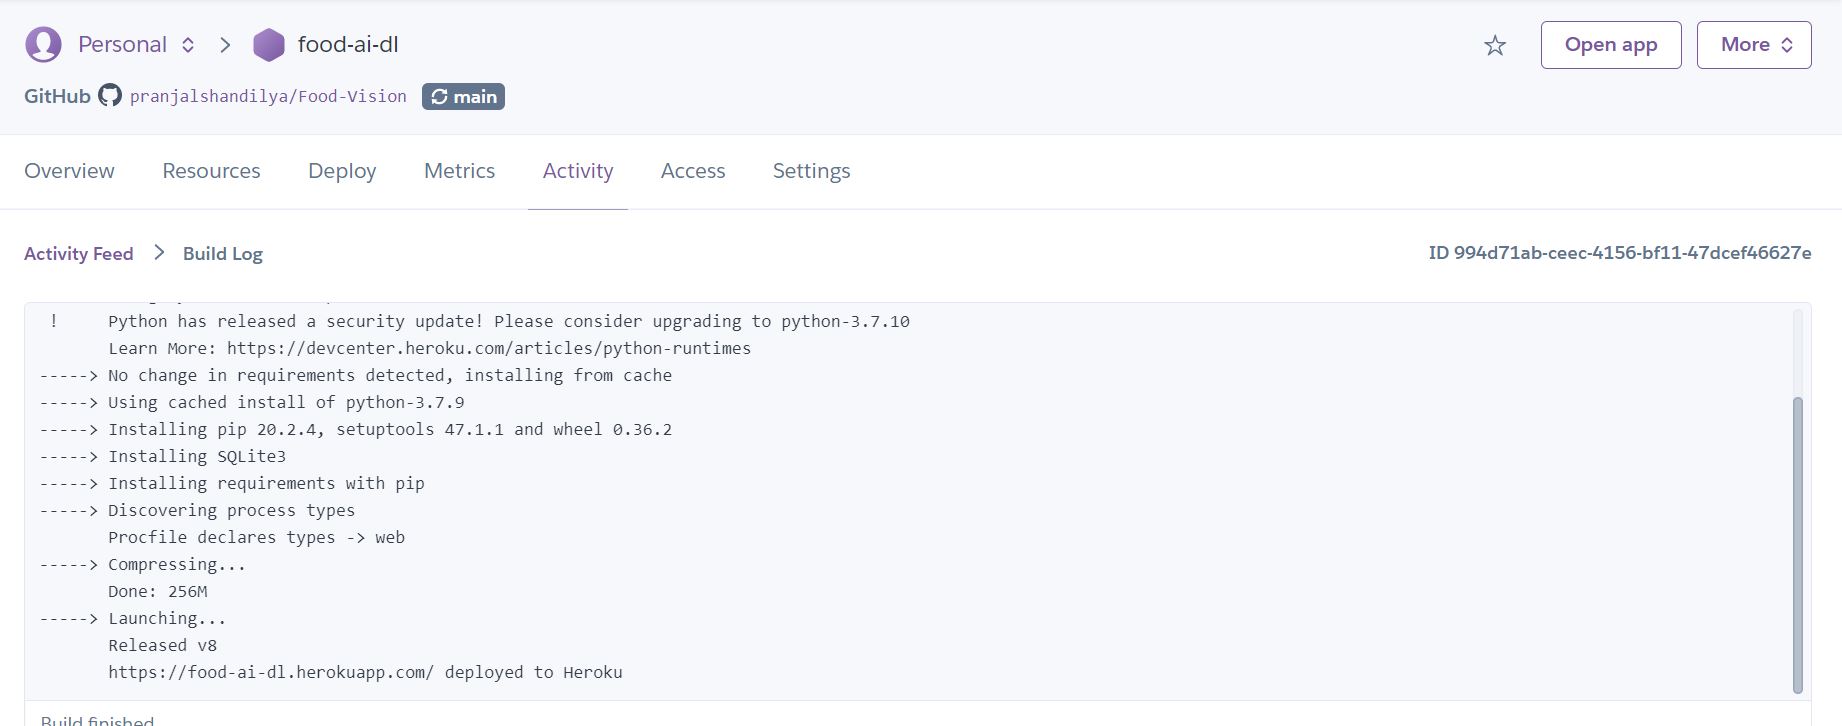 Personal food-ai-dl Open app More
GitHub pranjalshandilya/Food-Vision main
Overview Resources Deploy Metrics Activity Access Settings
Activity Feed Build Log ID 994d71ab-ceec-4156-bf11-47dcef46627e
! Python has released a security update! Please consider upgrading to python-3.7.10
Learn More: https://devcenter.heroku.com/articles/python-runtimes
-----> No change in requirements detected, installing from cache
-----> Using cached install of python-3.7.9
-----> Installing pip 20.2.4, setuptools 47.1.1 and wheel 0.36.2
-----> Installing SQLite3
-----> Installing requirements with pip
-----> Discovering process types
Procfile declares types -> web
-----> Compressing...
Done: 256M
-----> Launching...
Released v8
https://food-ai-dl.herokuapp.com/ deployed to Heroku
Build finished